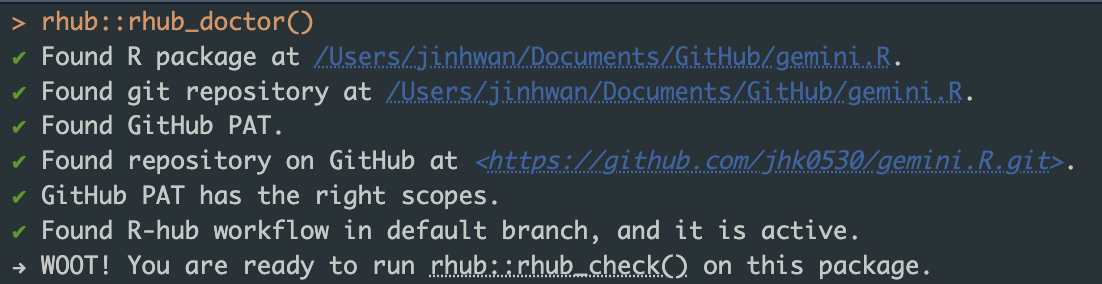 > rhub::rhub_doctor()
✔ Found R package at /Users/jinhwan/Documents/GitHub/gemini.R.
✔ Found git repository at /Users/jinhwan/Documents/GitHub/gemini.R.
✔ Found GitHub PAT.
✔ Found repository on GitHub at <https://github.com/jhk0530/gemini.R.git>.
✔ GitHub PAT has the right scopes.
✔ Found R-hub workflow in default branch, and it is active.
→ WOOT! You are ready to run rhub::rhub_check() on this package.